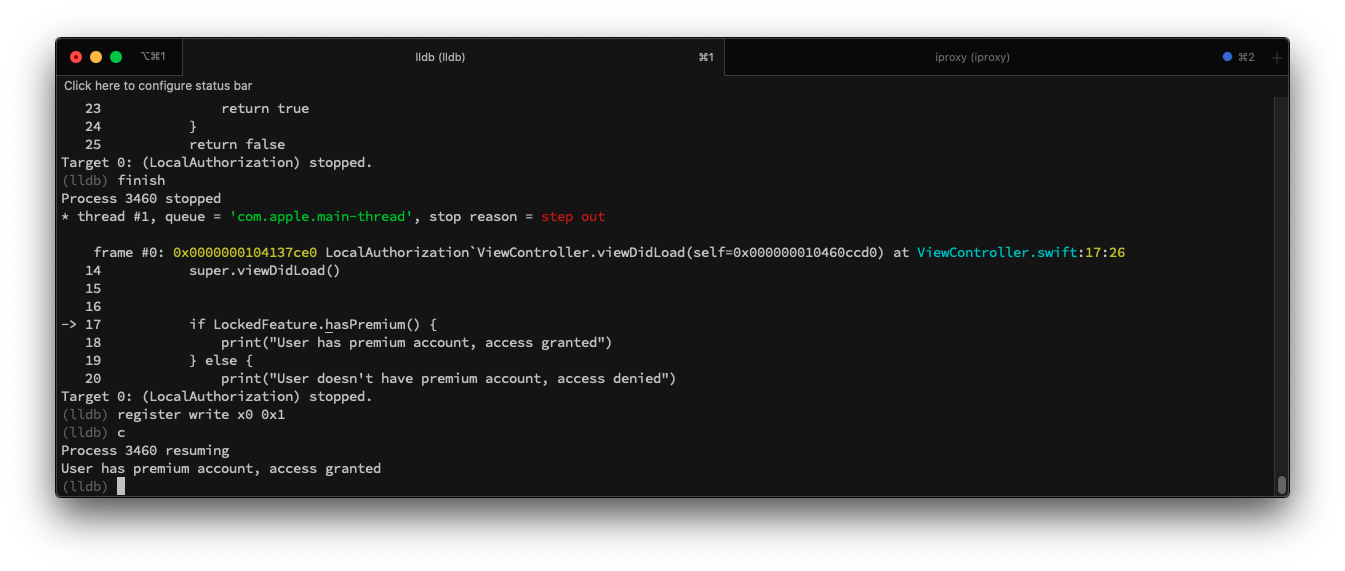 ⌥⌘1
lldb (lldb)
⌘1
iproxy (iproxy)
⌘2
Click here to configure status bar
23 return true
24 }
25 return false
Target 0: (LocalAuthorization) stopped.
(lldb) finish
Process 3460 stopped
* thread #1, queue = 'com.apple.main-thread', stop reason = step out
frame #0: 0x0000000104137ce0 LocalAuthorization`ViewController.viewDidLoad(self=0x000000010460ccd0) at ViewController.swift:17:26
14 super.viewDidLoad()
15
16
-> 17 if LockedFeature.hasPremium() {
18 print("User has premium account, access granted")
19 } else {
20 print("User doesn't have premium account, access denied")
Target 0: (LocalAuthorization) stopped.
(lldb) register write x0 0x1
(lldb) c
Process 3460 resuming
User has premium account, access granted
(lldb)